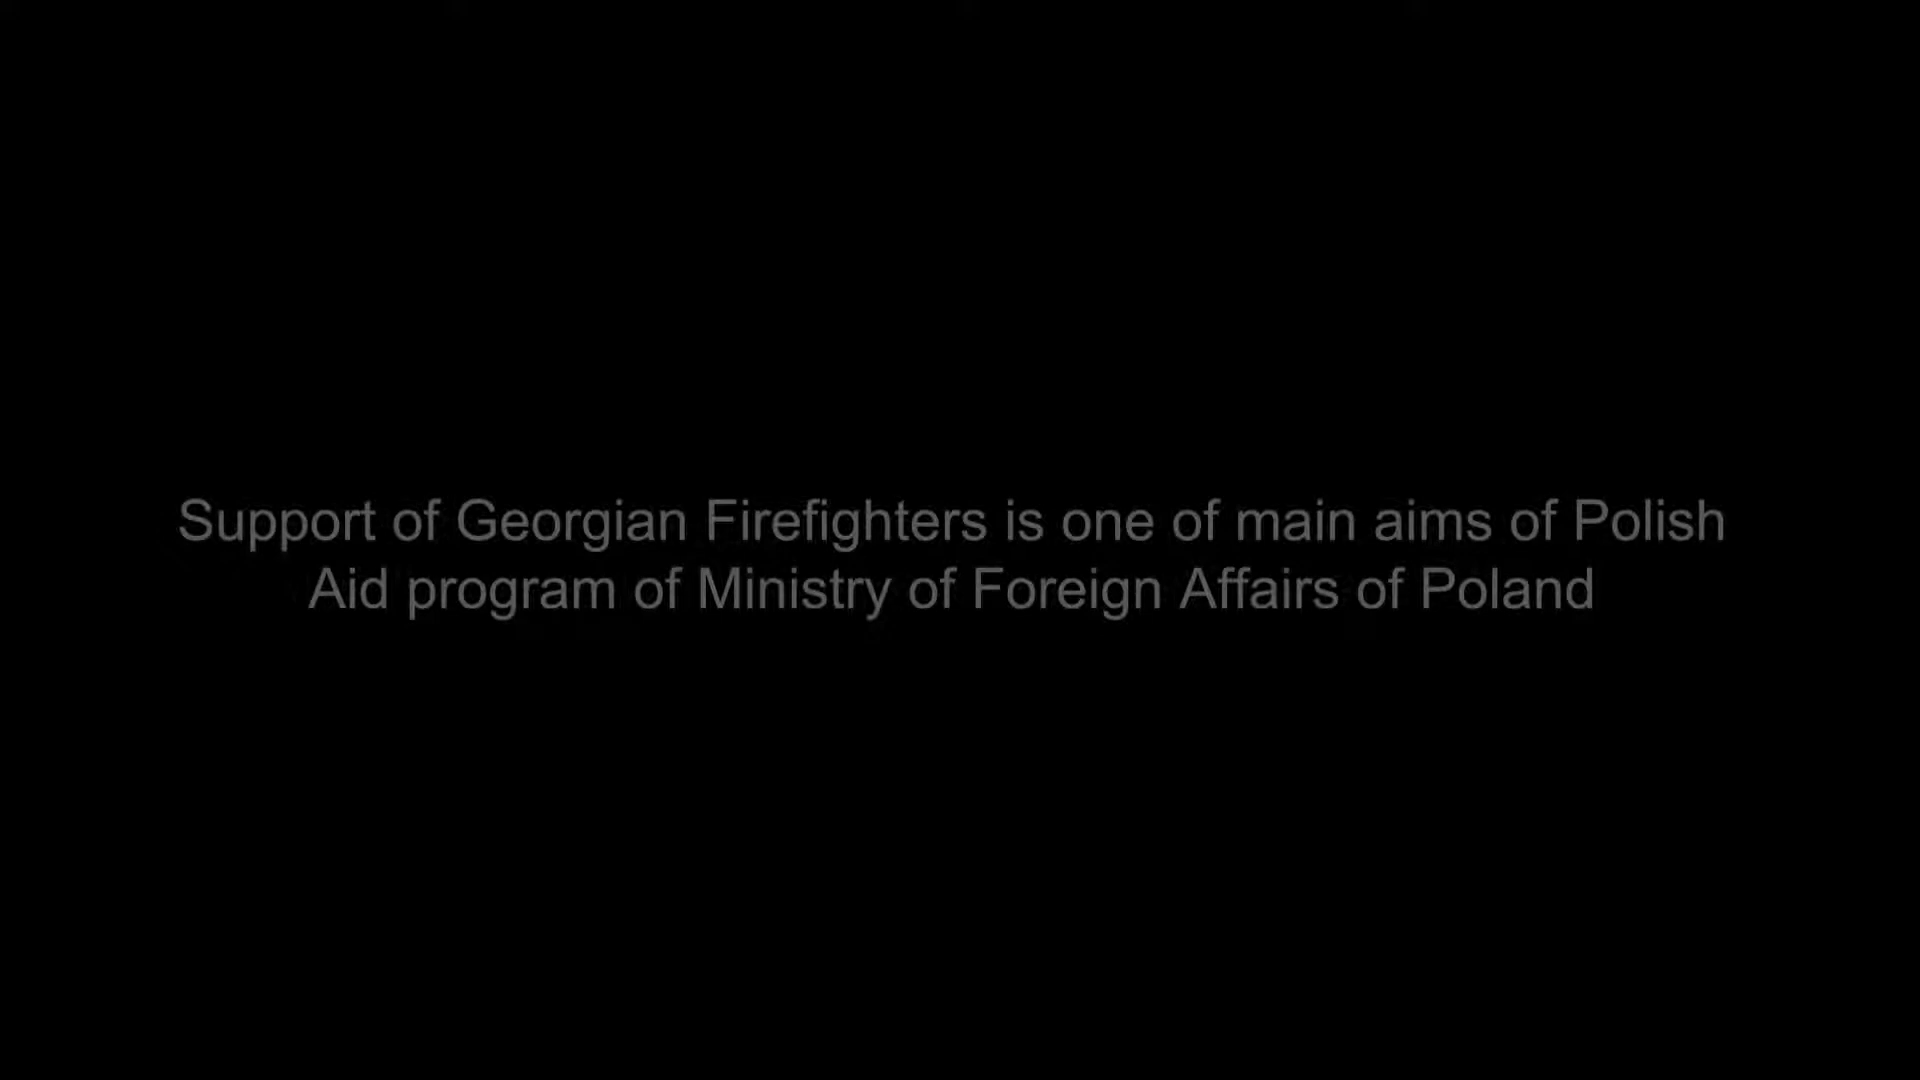 Support of Georgian Firefighters is one of main aims of Polish
Aid program of Ministry of Foreign Affairs of Poland